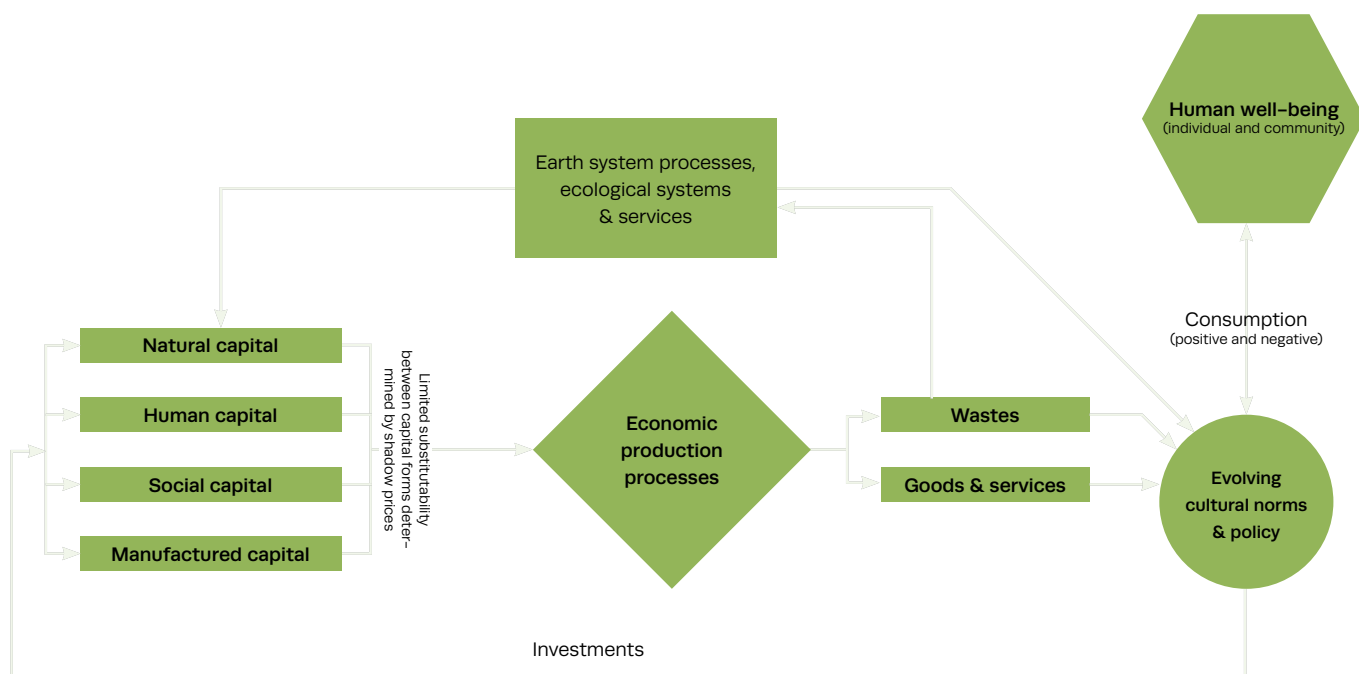 Human well-being
(individual and community)
Earth system processes,
ecological systems
& services
Consumption
(positive and negative)
Natural capital
Human capital
Social capital
Manufactured capital
Limited substitutability
between capital forms deter-
mined by shadow prices
Economic
production
processes
Wastes
Goods & services
Evolving
cultural norms
& policy
Investments